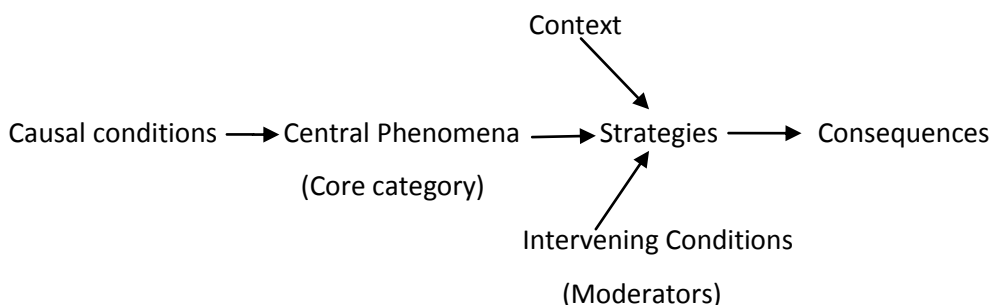 Context
Causal conditions Central Phenomena Strategies Consequences
(Core category)
Intervening Conditions
(Moderators)